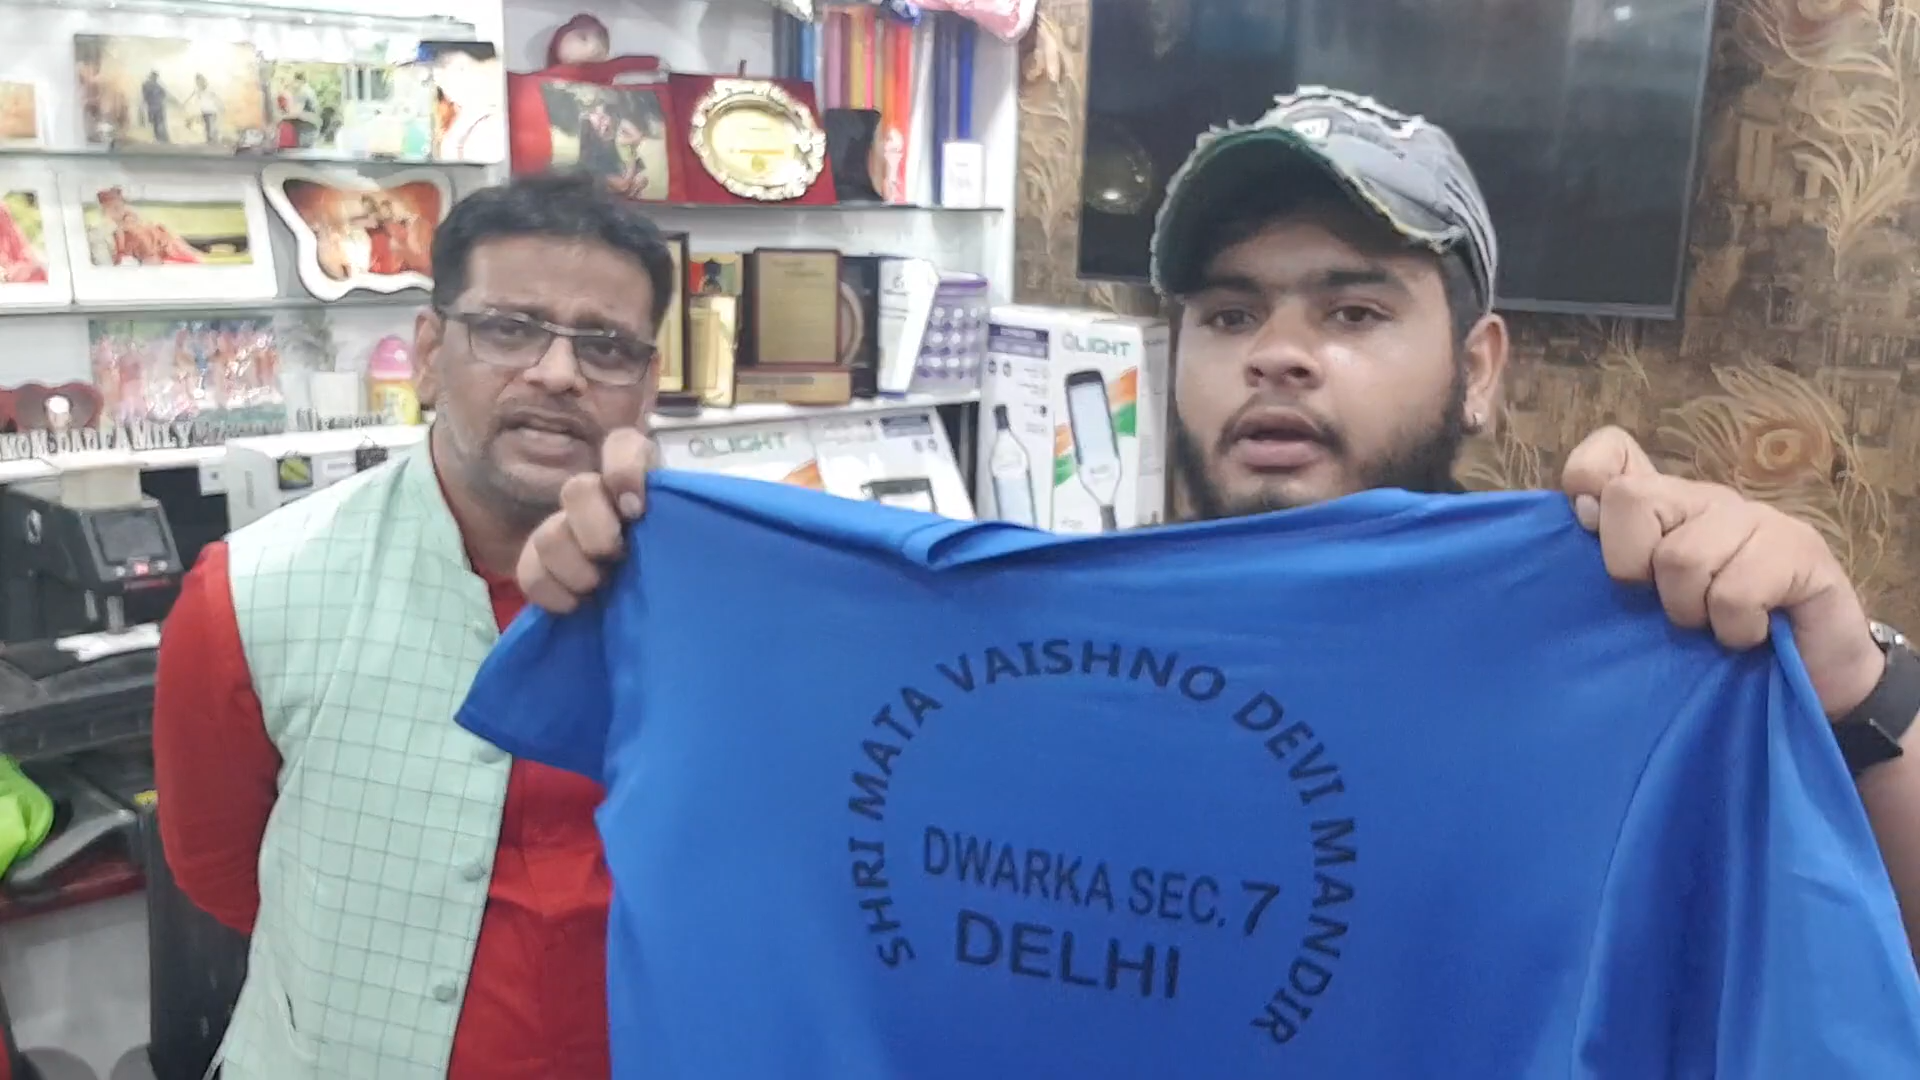 QLIGHT
QLIGHT
SHRI MATA VAISHNO DEVI MANDIR
DWARKA SEC. 7
DELHI